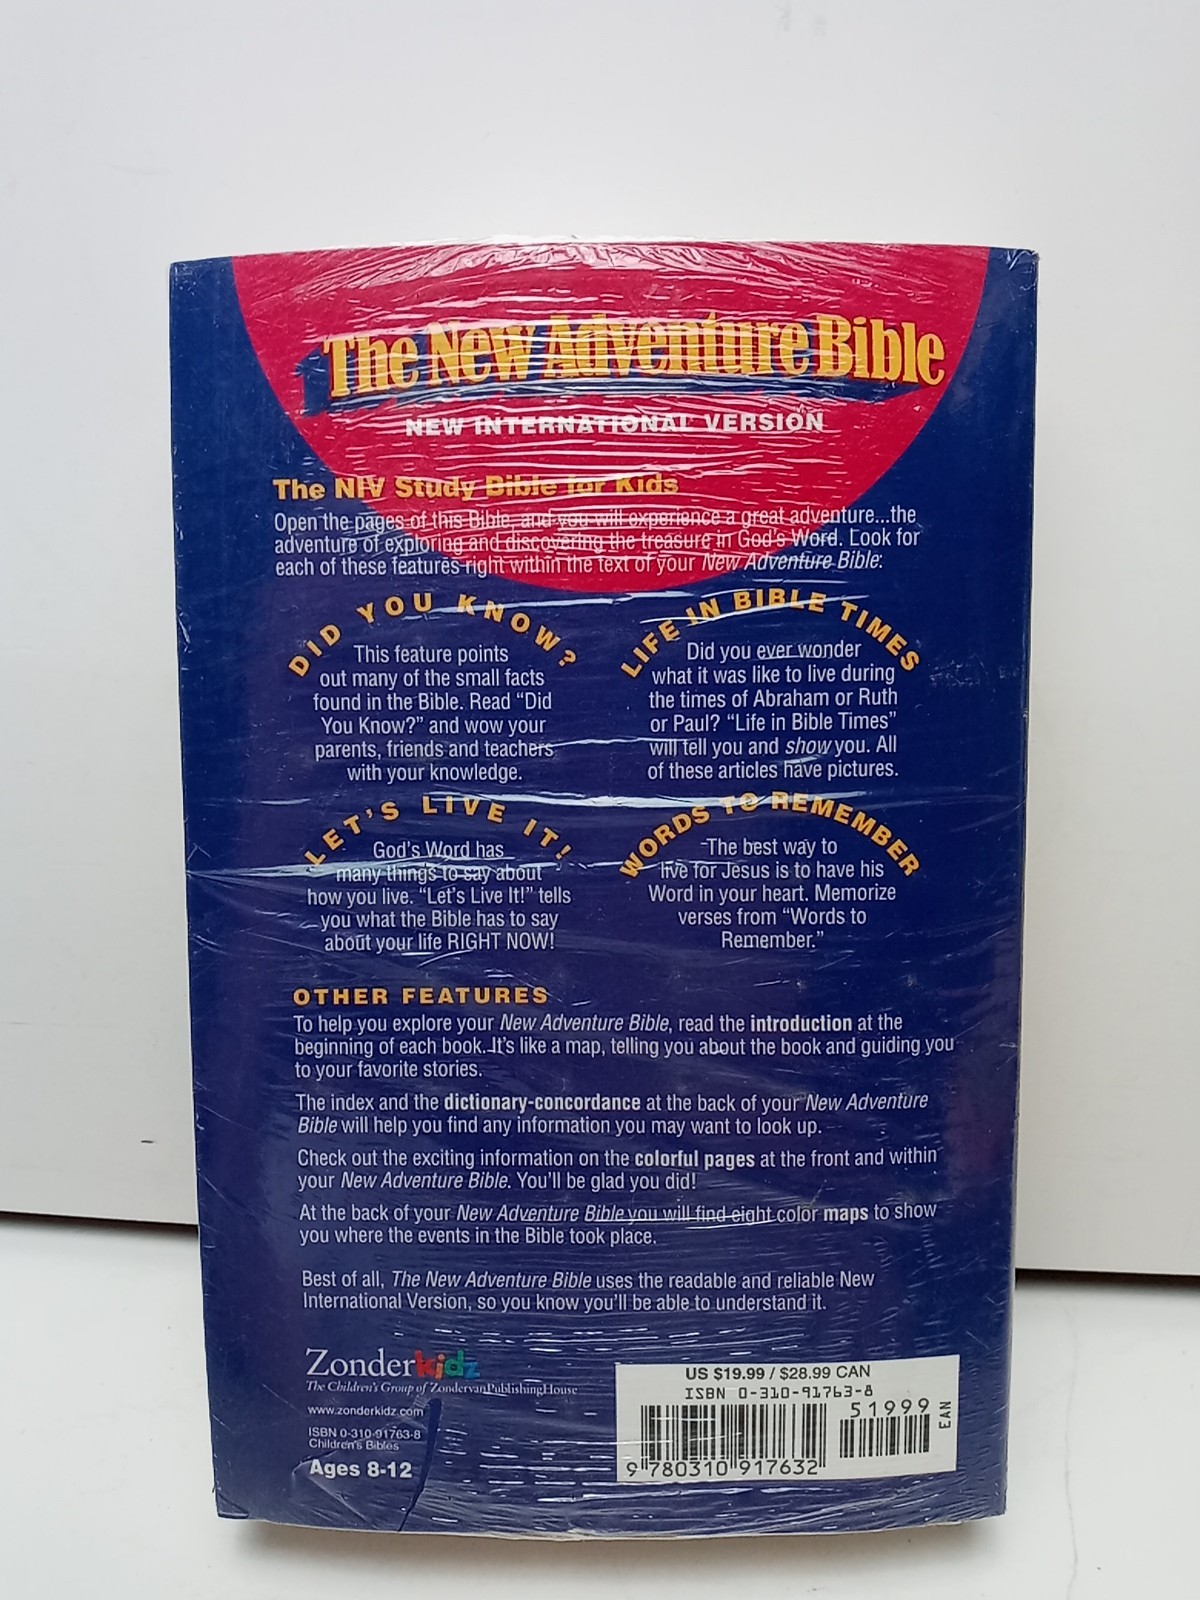 The New Adventure Bible
NEW INTERNATIONAL VERSION
The NIV Study Bible for Kids
Open the pages of this Bible, and you will experience a great adventure...the
adventure of exploring and discovering the treasure in God's Word. Look for
each of these features right within the text of your New Adventure Bible:
DID YOU KNOW?
This feature points
out many of the small facts
found in the Bible. Read "Did
You Know?" and wow your
parents, friends and teachers
with your knowledge.
LIFE IN BIBLE TIMES
Did you ever wonder
what it was like to live during
the times of Abraham or Ruth
or Paul? "Life in Bible Times"
will tell you and show you. All
of these articles have pictures.
LET'S LIVE IT!
God's Word has
many things to say about
how you live. "Let's Live It!" tells
you what the Bible has to say
about your life RIGHT NOW!
WORDS TO REMEMBER
The best way to
live for Jesus is to have his
Word in your heart. Memorize
verses from "Words to
Remember."
OTHER FEATURES
To help you explore your New Adventure Bible, read the introduction at the
beginning of each book. It's like a map, telling you about the book and guiding you
to your favorite stories.
The index and the dictionary-concordance at the back of your New Adventure
Bible will help you find any information you may want to look up.
Check out the exciting information on the colorful pages at the front and within
your New Adventure Bible. You'll be glad you did!
At the back of your New Adventure Bible you will find eight color maps to show
you where the events in the Bible took place.
Best of all, The New Adventure Bible uses the readable and reliable New
International Version, so you know you'll be able to understand it.
Zonderkidz
The Children's Group of ZondervanPublishingHouse
www.zonderkidz.com
ISBN 0-310-91763-8
Children's Bibles
Ages 8-12
US $19.99 / $28.99 CAN
ISBN 0-310-91763-8
51999
EAN
9 780310 917632